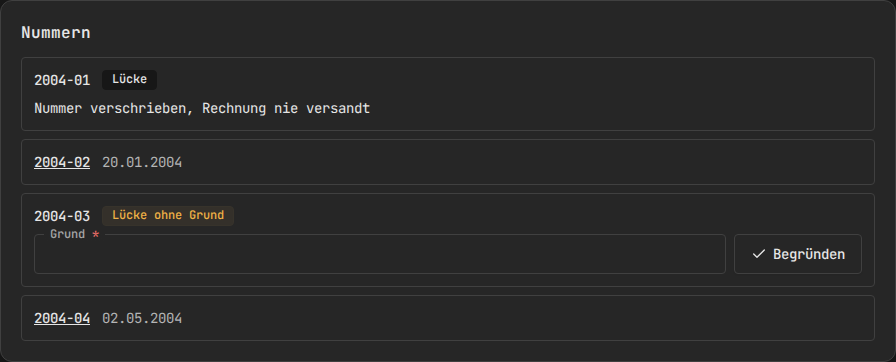 Nummern
2004-01 Lücke
Nummer verschrieben, Rechnung nie versandt
2004-02 20.01.2004
2004-03 Lücke ohne Grund
Grund *
Begründen
2004-04 02.05.2004